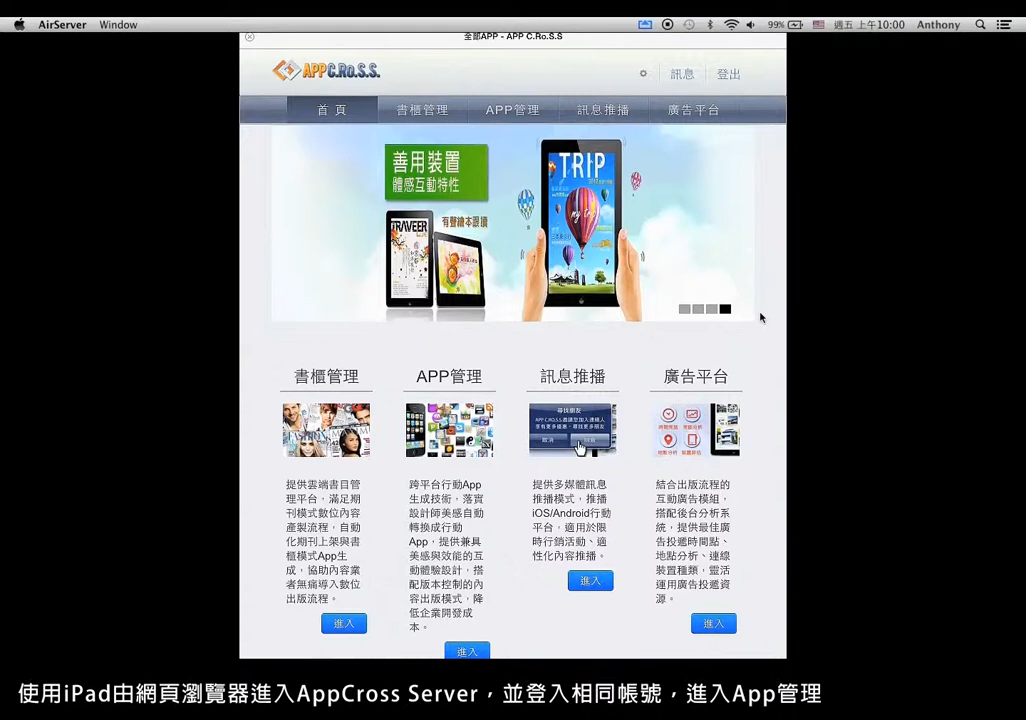 AirServer Window 99% 週五 上午10:00 Anthony
全部APP - APP C.Ro.S.S
APPC.Ro.S.S.
訊息 登出
首 頁 書櫃管理 APP管理 訊息推播 廣告平台
善用裝置
體感互動特性
有聲繪本跟讀
TRAVEER
TRIP
my trip
書櫃管理
提供雲端書目管
理平台，滿足期
刊模式數位內容
產製流程，自動
化期刊上架與書
櫃模式App生
成，協助內容業
者無痛導入數位
出版流程。
進入
APP管理
跨平台行動App
生成技術，落實
設計師美感自動
轉換成行動
App，提供兼具
美感與效能的互
動體驗設計，搭
配版本控制的內
容出版模式，降
低企業開發成
本。
進入
訊息推播
尋找朋友
取消
提供多媒體訊息
推播模式，推播
iOS/Android行動
平台，適用於限
時行銷活動、適
性化內容推播。
進入
廣告平台
結合出版流程的
互動廣告模組，
搭配後台分析系
統，提供最佳廣
告投遞時間點、
地點分析、連線
裝置種類，靈活
運用廣告投遞資
源。
進入
使用iPad由網頁瀏覽器進入AppCross Server，並登入相同帳號，進入App管理